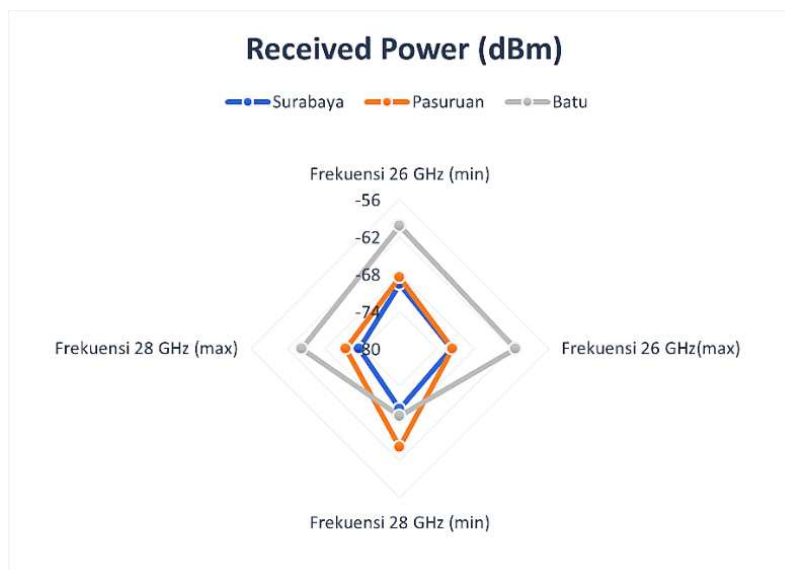 Received Power (dBm)
Surabaya Pasuruan Batu
Frekuensi 26 GHz (min)
-56
-62
-68
-74
-80
Frekuensi 28 GHz (max)
Frekuensi 26 GHz(max)
Frekuensi 28 GHz (min)